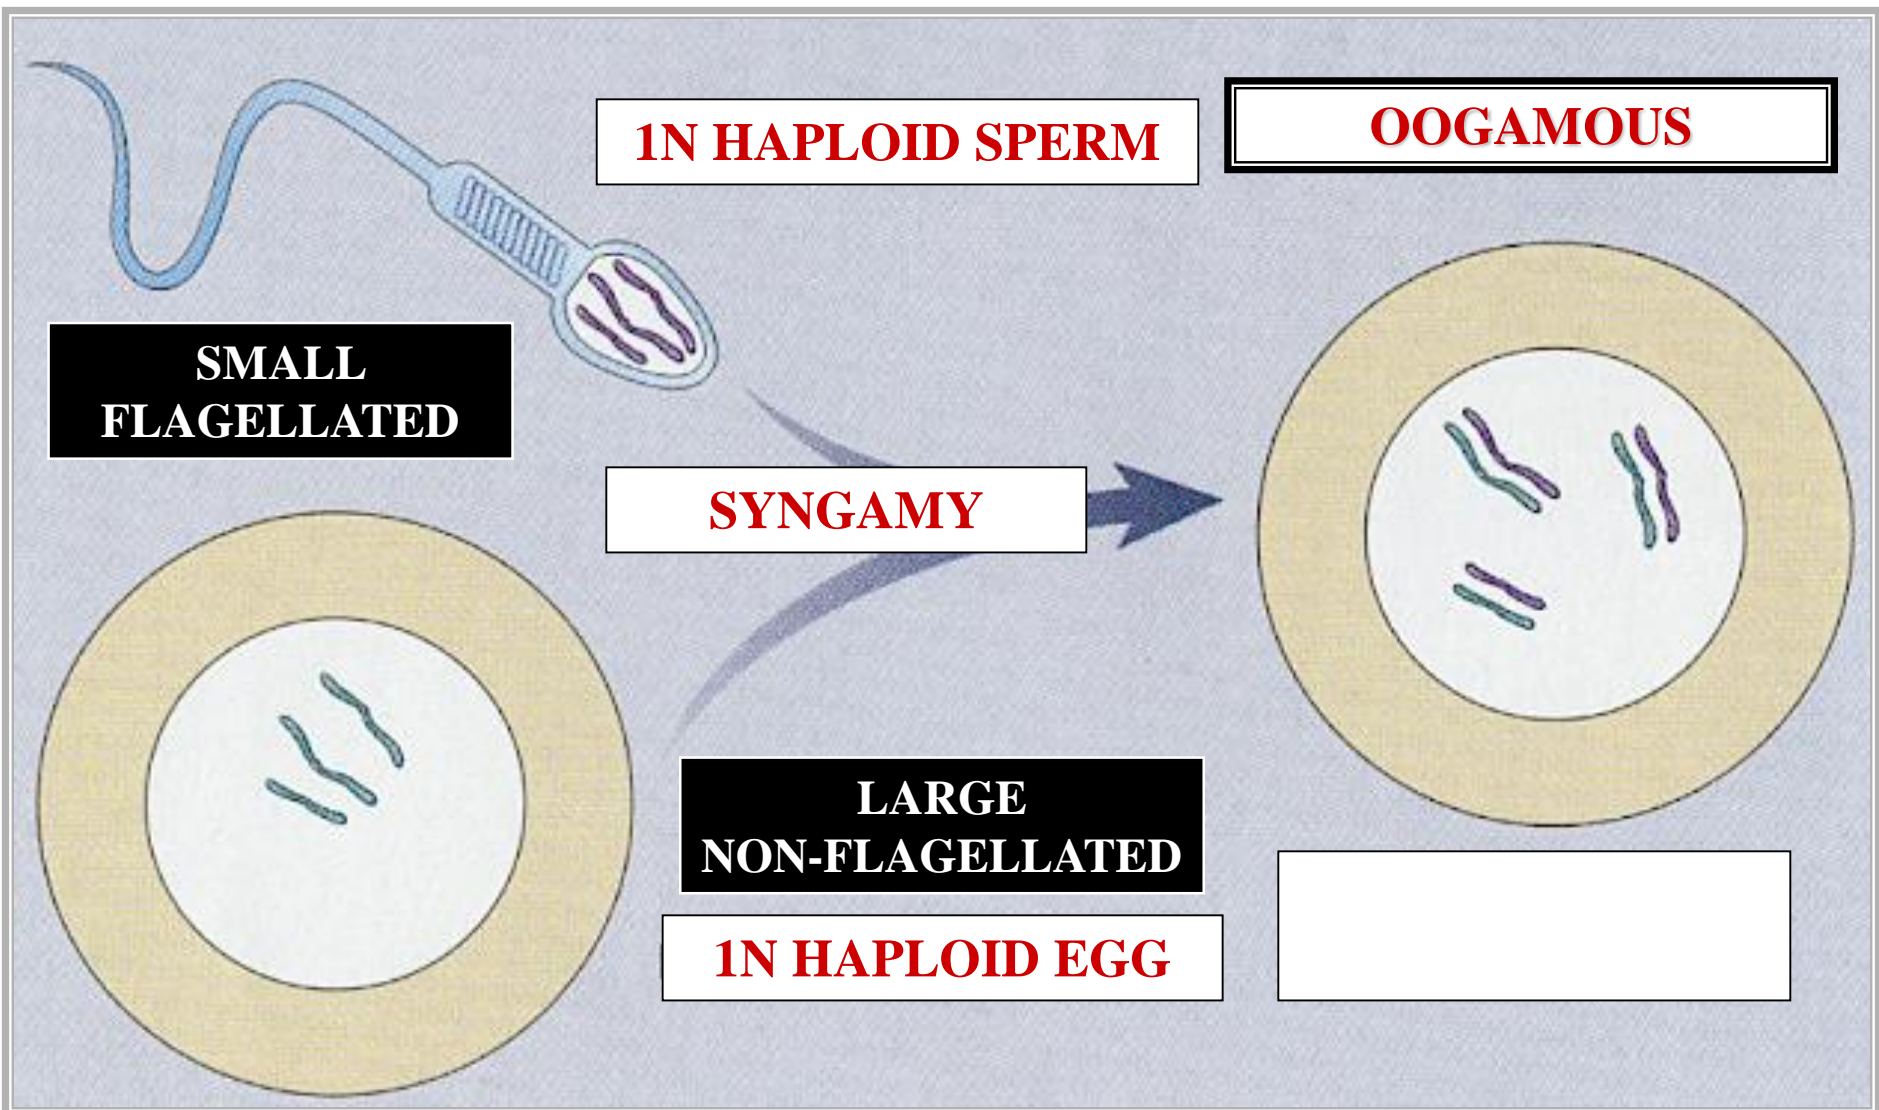 1N HAPLOID SPERM
OOGAMOUS
SMALL
FLAGELLATED
SYNGAMY
LARGE
NON-FLAGELLATED
1N HAPLOID EGG